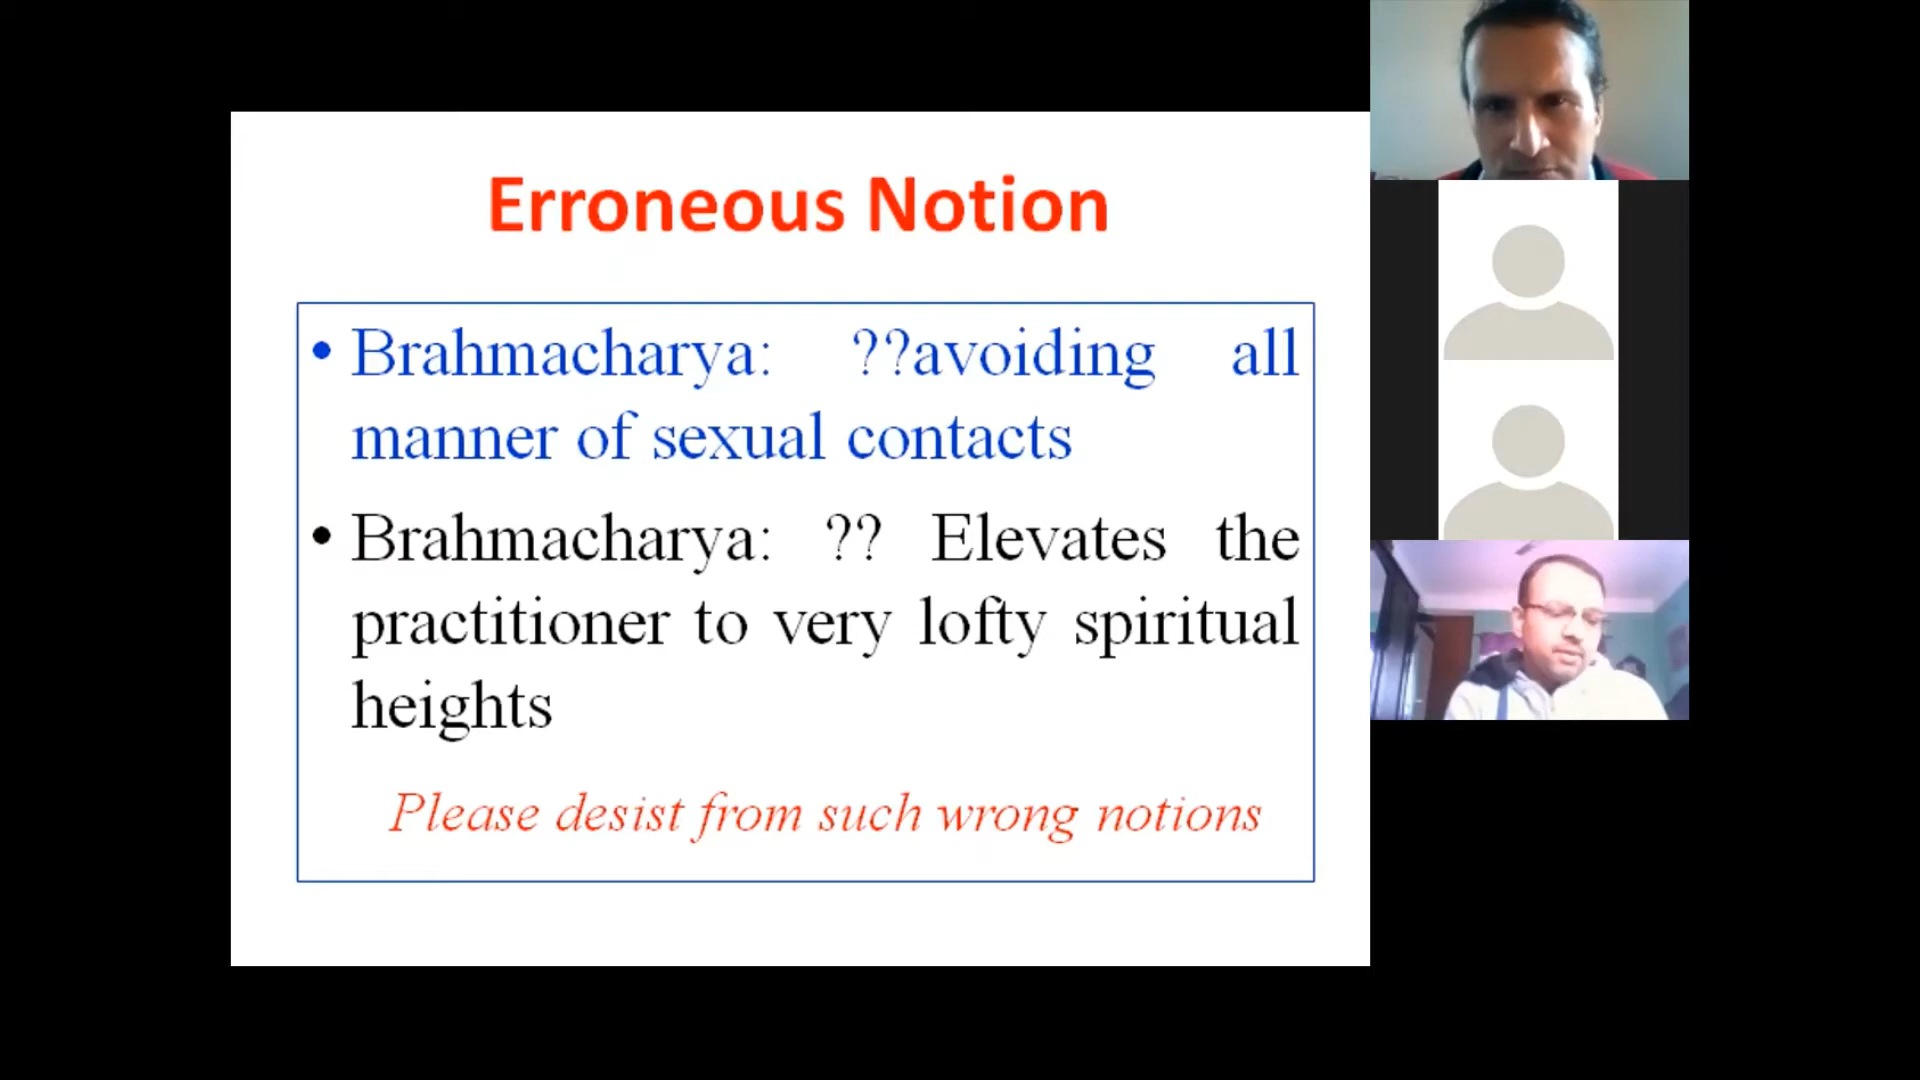 Erroneous Notion
• Brahmacharya: ??avoiding all
manner of sexual contacts
• Brahmacharya: ?? Elevates the
practitioner to very lofty spiritual
heights
Please desist from such wrong notions